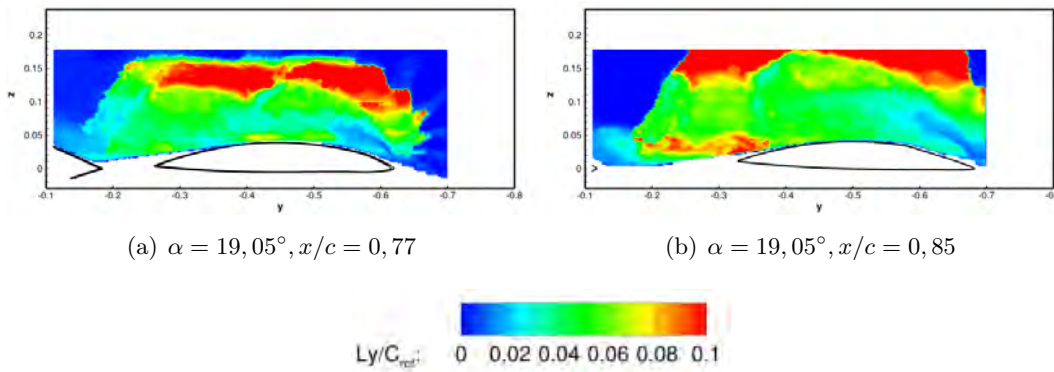 0.2
0.15
z
0.1
0.05
0
-0.1 -0.2 -0.3 -0.4 -0.5 -0.6 -0.7 -0.8
y
0.2
0.15
z
0.1
0.05
0
-0.1 -0.2 -0.3 -0.4 -0.5 -0.6 -0.7 -0.8
y
(a) α = 19, 05°, x/c = 0, 77
(b) α = 19, 05°, x/c = 0, 85
Ly/C_ref: 0 0.02 0.04 0.06 0.08 0.1